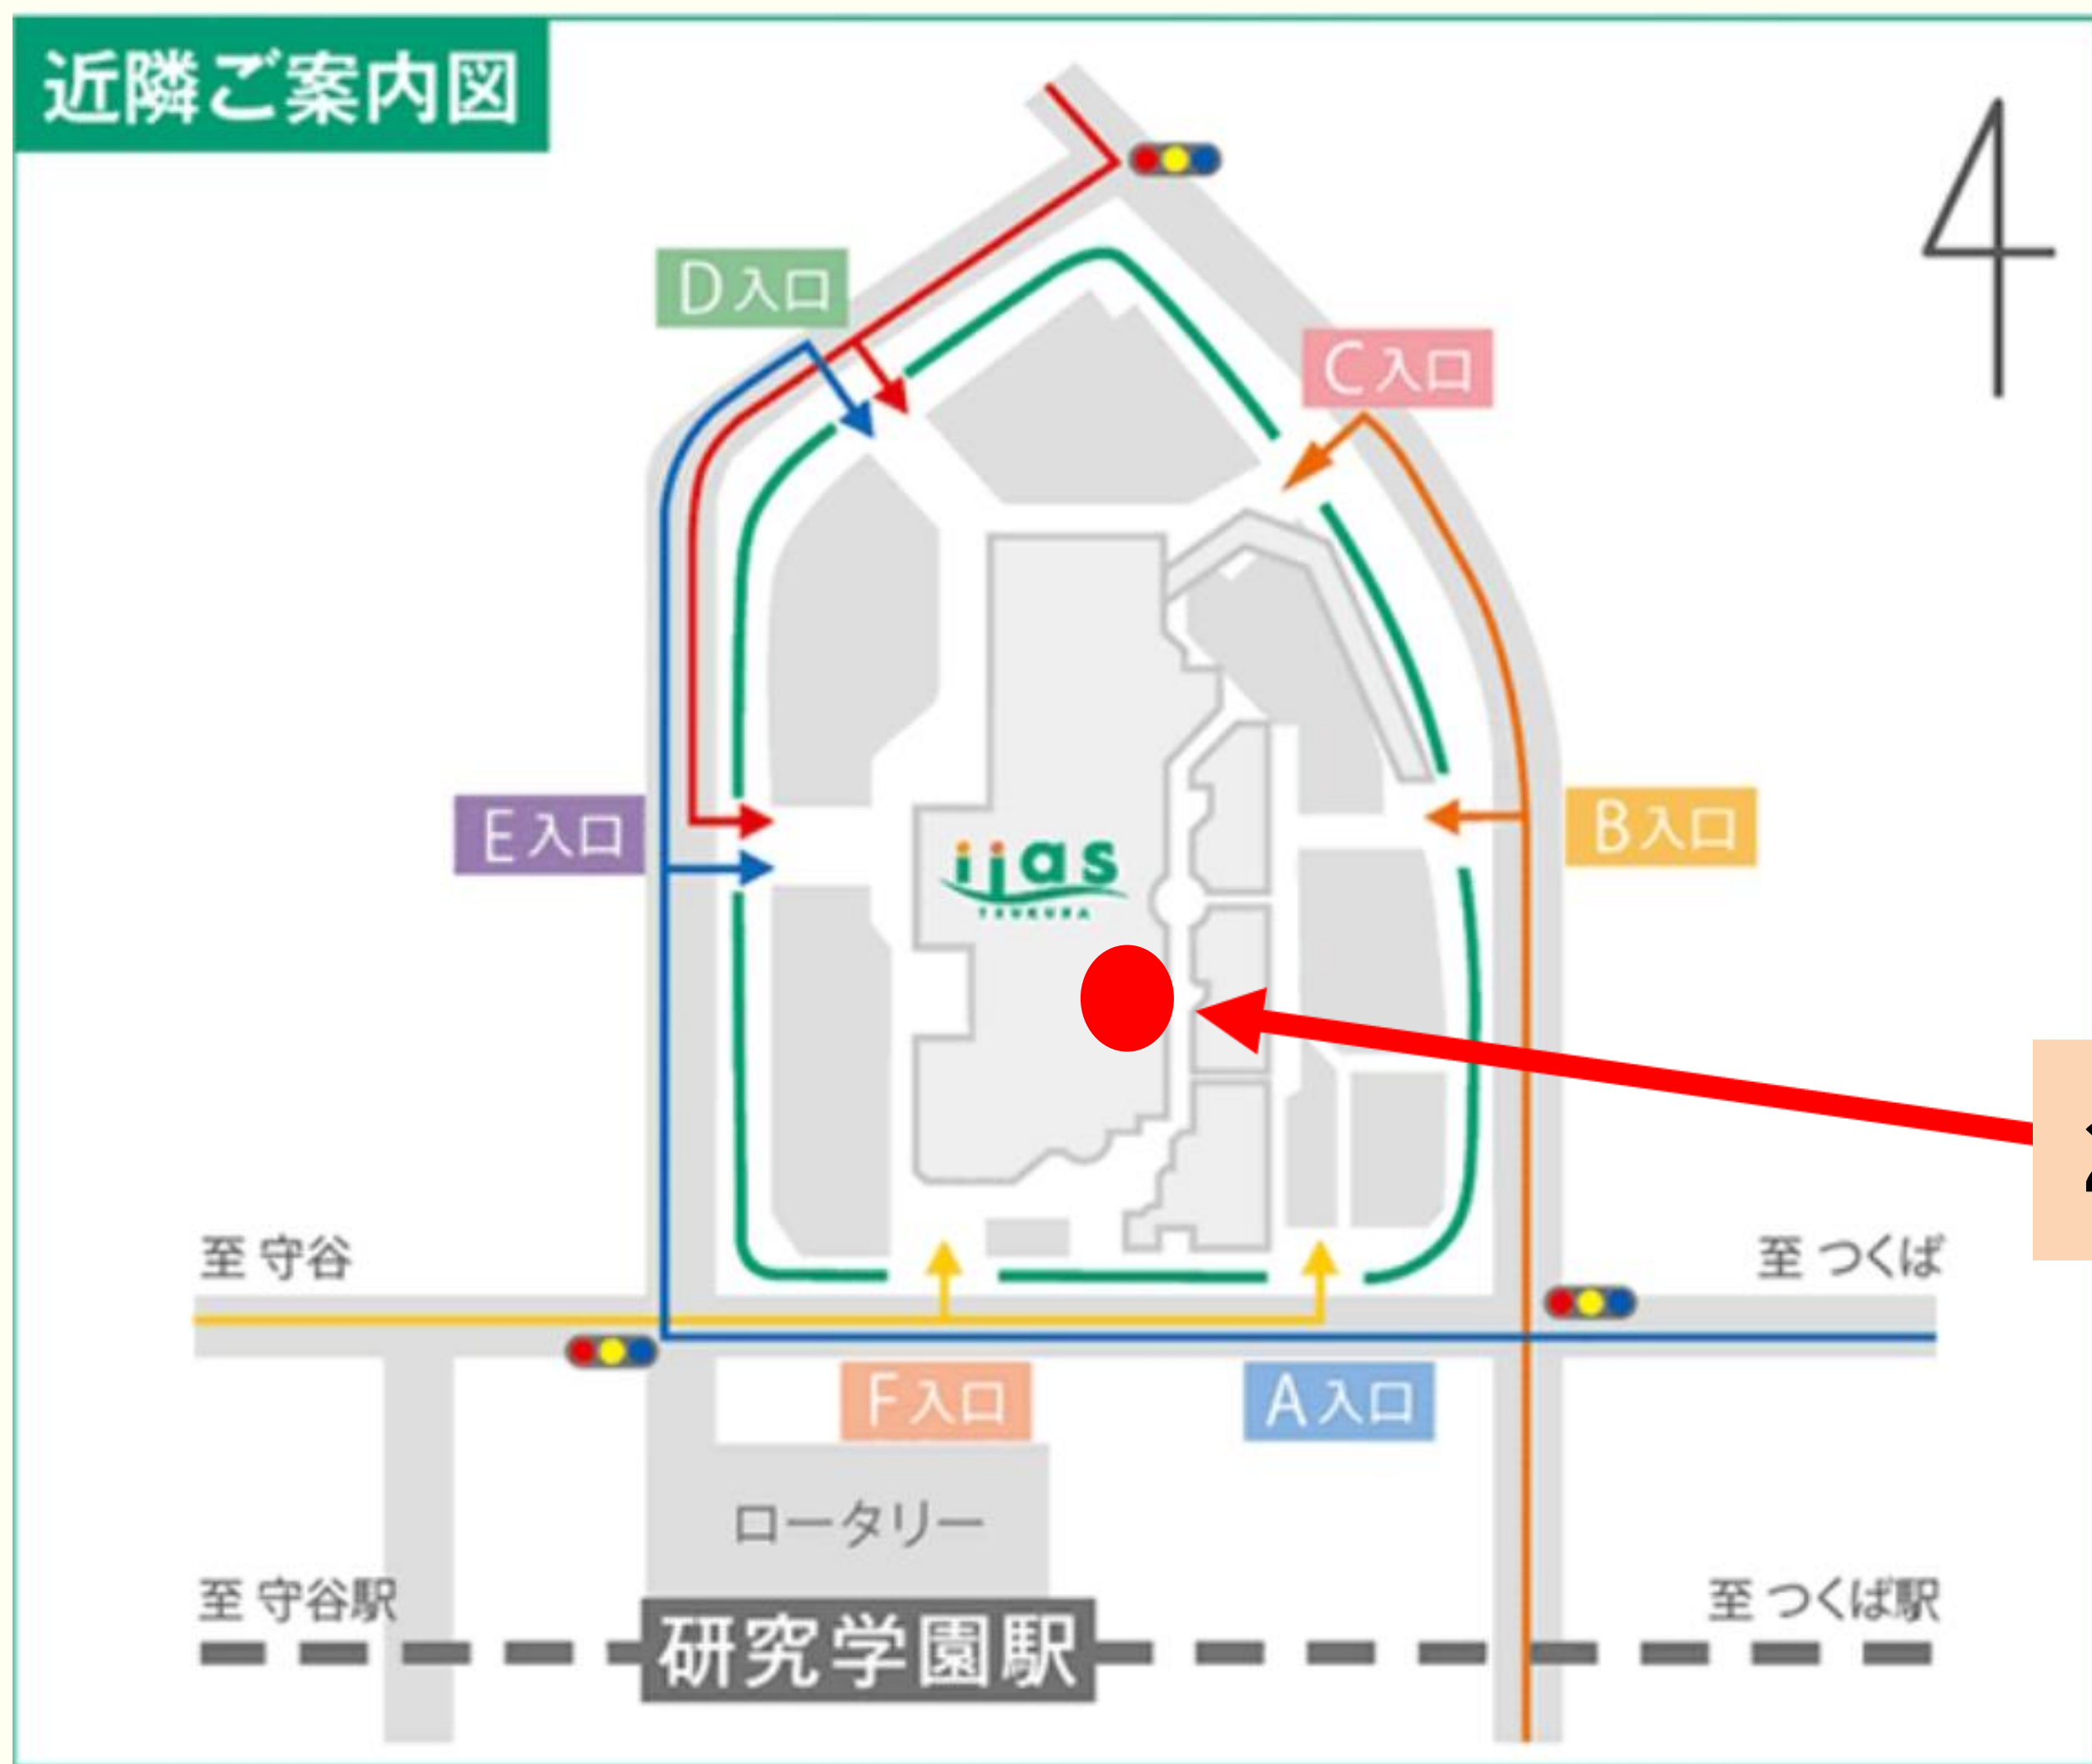 近隣ご案内図
D入口
C入口
E入口
B入口
iias
TSUKUBA
至 守谷
至 つくば
F入口
A入口
ロータリー
至 守谷駅
至 つくば駅
研究学園駅